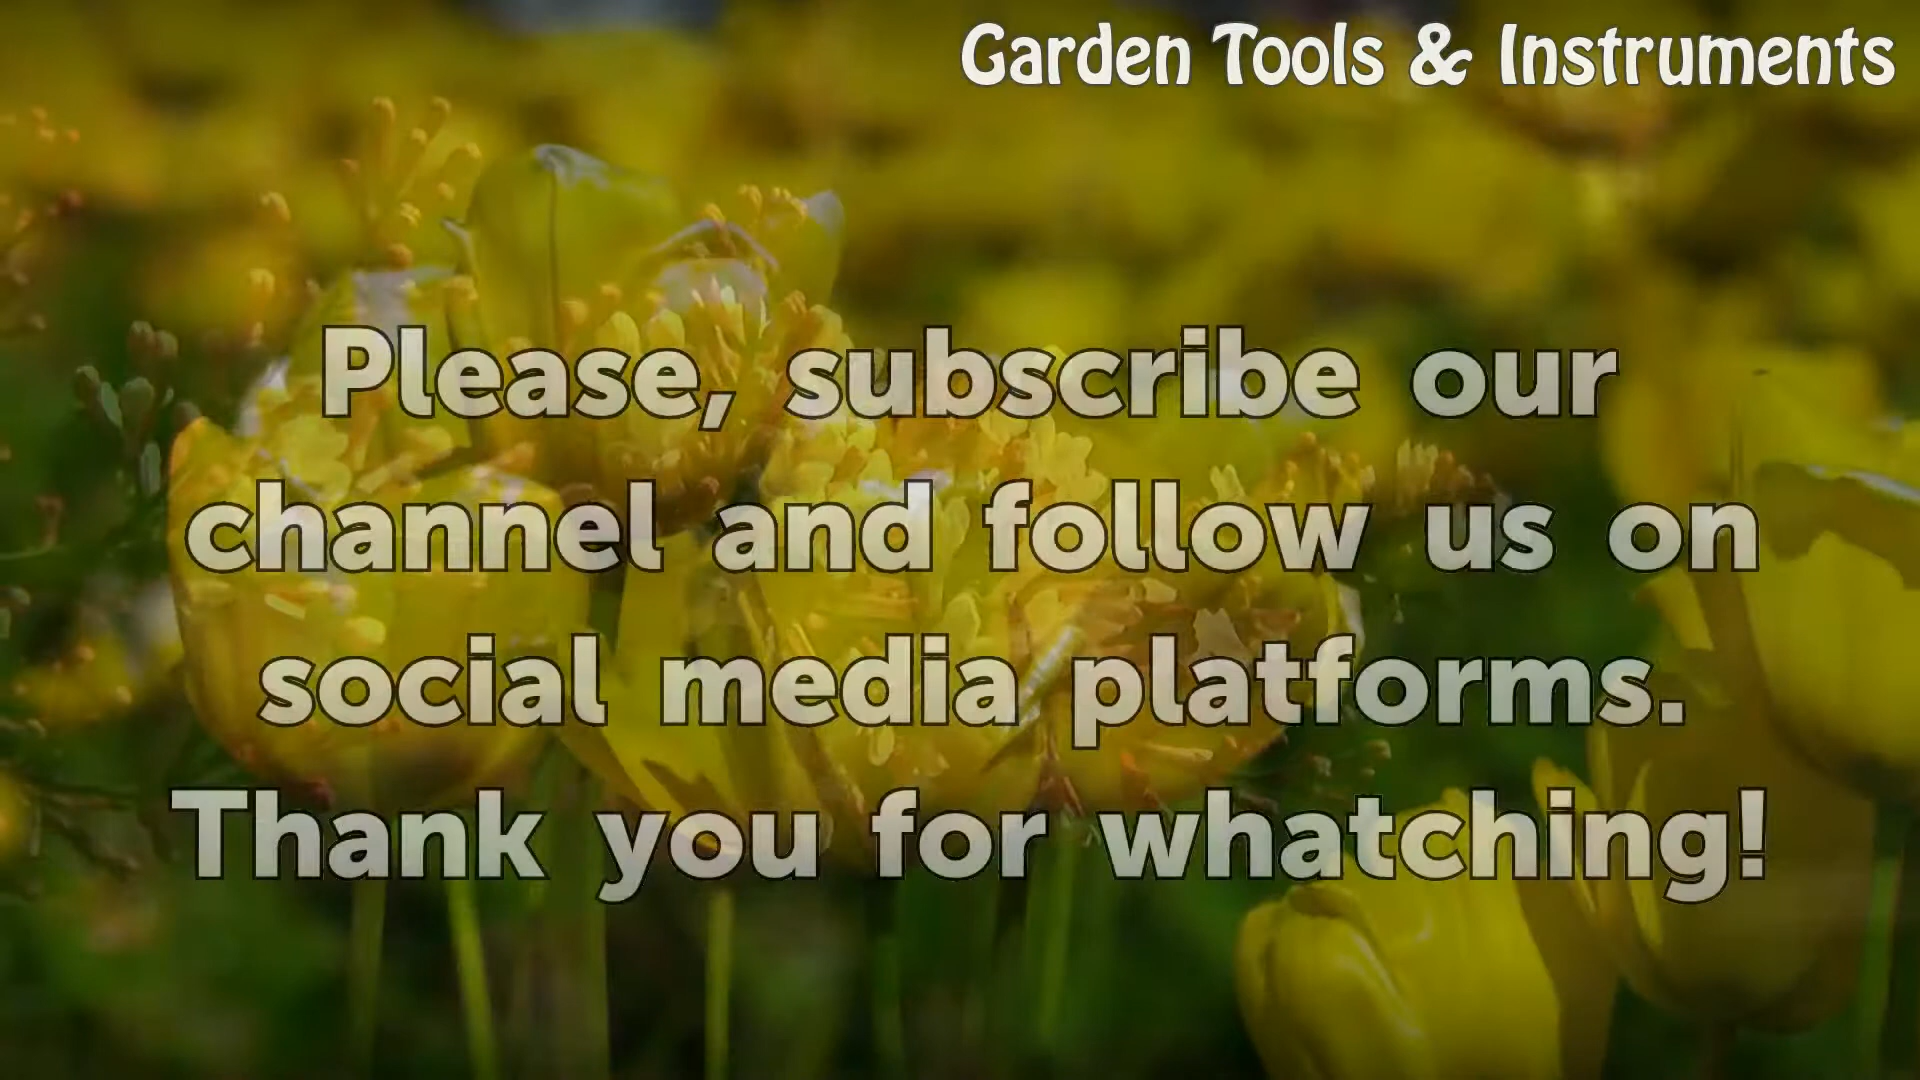 Garden Tools & Instruments
Please, subscribe our
channel and follow us on
social media platforms.
Thank you for whatching!